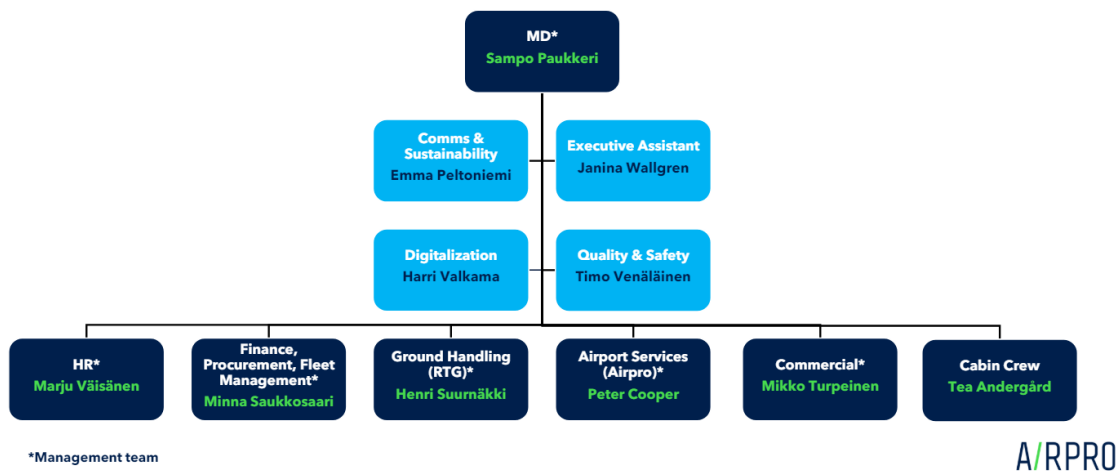 MD*
Sampo Paukkeri
Comms &
Sustainability
Emma Peltoniemi
Executive Assistant
Janina Wallgren
Digitalization
Harri Valkama
Quality & Safety
Timo Venäläinen
HR*
Marju Väisänen
Finance,
Procurement, Fleet
Management*
Minna Saukkosaari
Ground Handling
(RTG)*
Henri Suurnäkki
Airport Services
(Airpro)*
Peter Cooper
Commercial*
Mikko Turpeinen
Cabin Crew
Tea Andergård
*Management team
A/RPRO